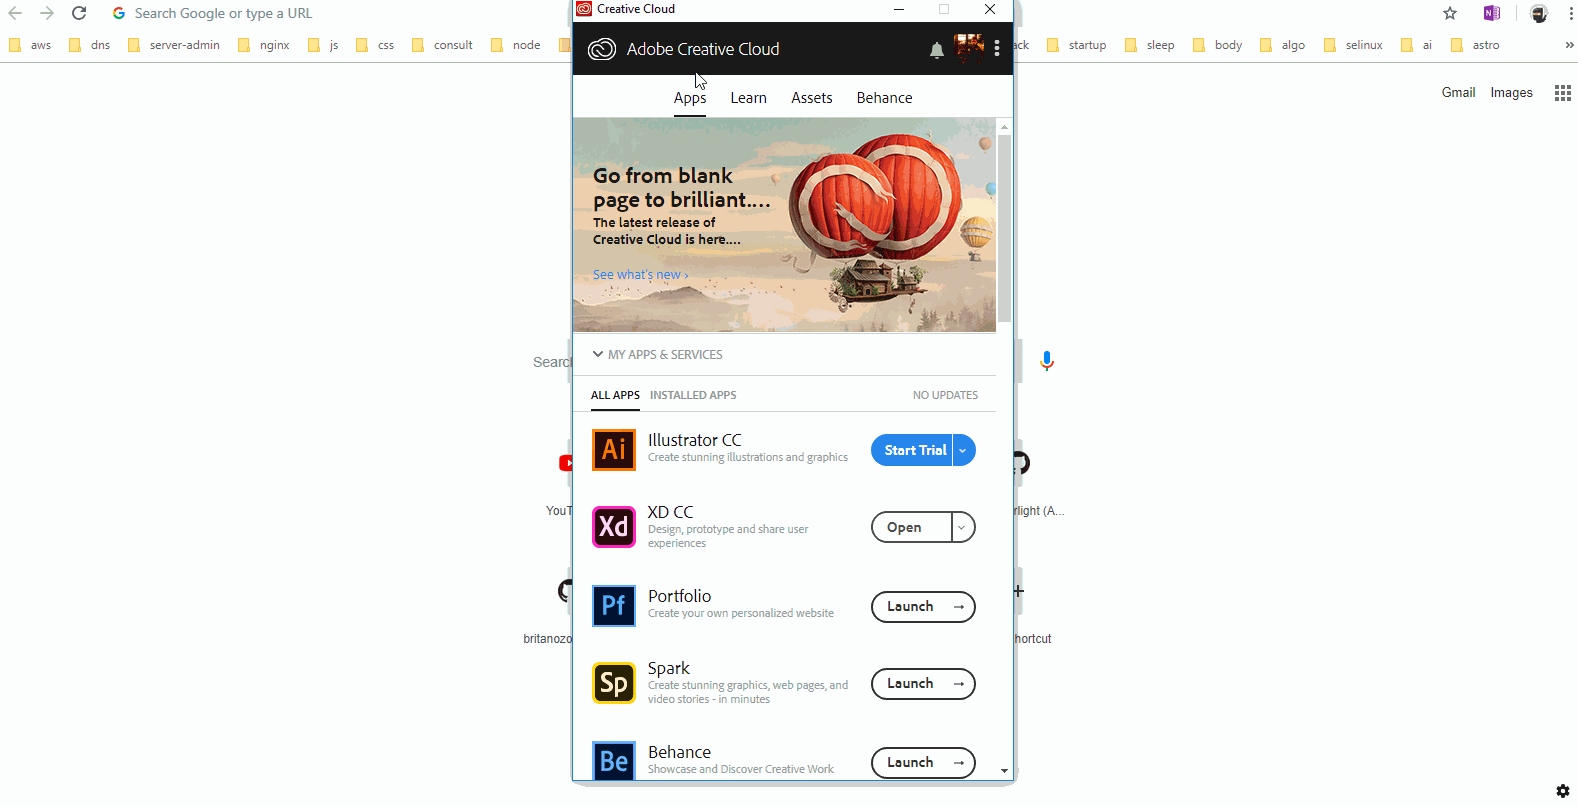 Creative Cloud
Search Google or type a URL
aws
dns
server-admin
nginx
js
css
consult
node
ack
startup
sleep
body
algo
selinux
ai
astro
»
Adobe Creative Cloud
Apps
Learn
Assets
Behance
Gmail
Images
Go from blank
page to brilliant....
The latest release of
Creative Cloud is here....
See what's new ›
MY APPS & SERVICES
Searc
ALL APPS
INSTALLED APPS
NO UPDATES
Ai
Illustrator CC
Create stunning illustrations and graphics
Start Trial
YouT
rlight (A...
Xd
XD CC
Design, prototype and share user
experiences
Open
Pf
Portfolio
Create your own personalized website
Launch →
britanozo
hortcut
Sp
Spark
Create stunning graphics, web pages, and
video stories - in minutes
Launch →
Be
Behance
Showcase and Discover Creative Work
Launch →